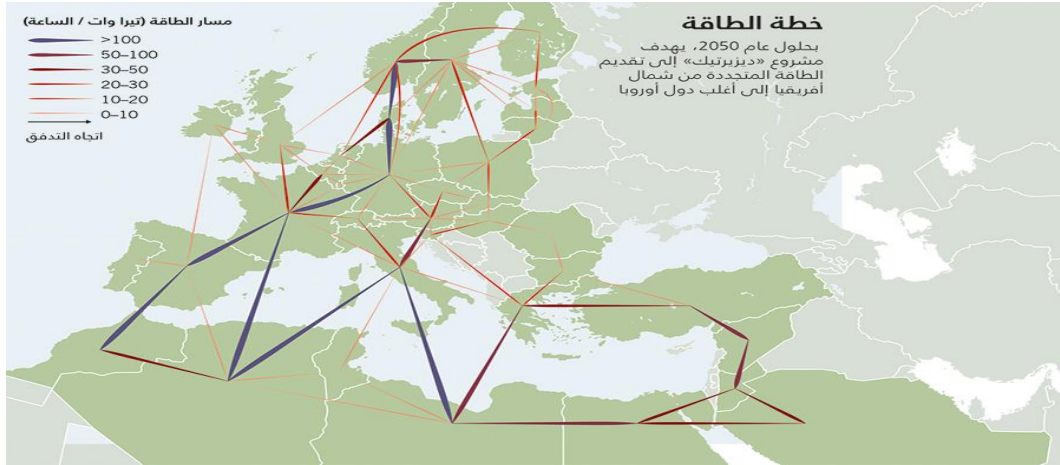 خطة الطاقة
بحلول عام 2050، يهدف
مشروع «ديزيرتيك» إلى تقديم
الطاقة المتجددة من شمال
أفريقيا إلى أغلب دول أوروبا
مسار الطاقة (تيرا وات / الساعة)
>100
50–100
30–50
20–30
10–20
0–10
اتجاه التدفق